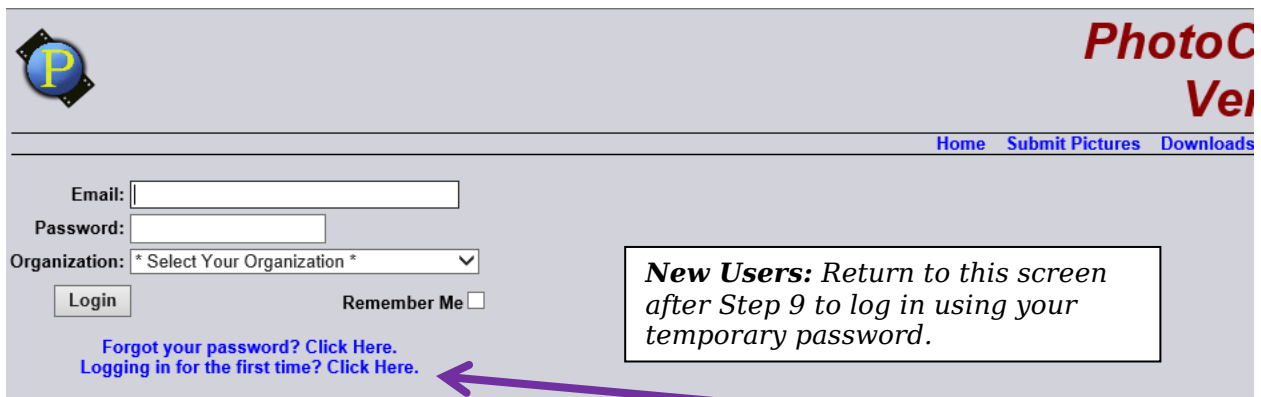 P
PhotoC
Ver
Home Submit Pictures Downloads
Email:
Password:
Organization: * Select Your Organization *
Login Remember Me
Forgot your password? Click Here.
Logging in for the first time? Click Here.
New Users: Return to this screen
after Step 9 to log in using your
temporary password.